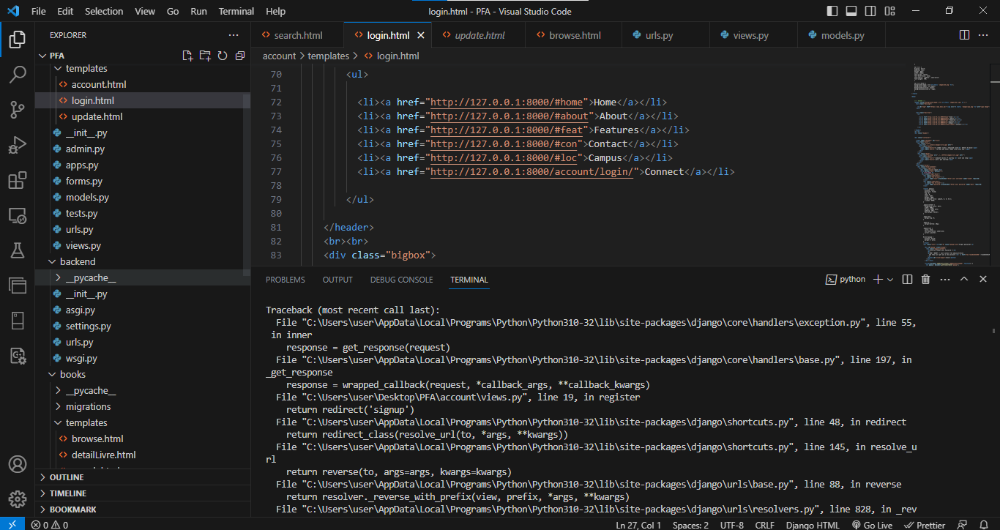 File Edit Selection View Go Run Terminal Help
login.html - PFA - Visual Studio Code
EXPLORER
PFA
templates
account.html
login.html
update.html
__init__.py
admin.py
apps.py
forms.py
models.py
tests.py
urls.py
views.py
backend
__pycache__
__init__.py
asgi.py
settings.py
urls.py
wsgi.py
books
__pycache__
migrations
templates
browse.html
detailLivre.html
OUTLINE
TIMELINE
BOOKMARK
search.html login.html update.html browse.html urls.py views.py models.py
account > templates > login.html
70 <ul>
71
72 <li><a href="http://127.0.0.1:8000/#home">Home</a></li>
73 <li><a href="http://127.0.0.1:8000/#about">About</a></li>
74 <li><a href="http://127.0.0.1:8000/#feat">Features</a></li>
75 <li><a href="http://127.0.0.1:8000/#con">Contact</a></li>
76 <li><a href="http://127.0.0.1:8000/#loc">Campus</a></li>
77 <li><a href="http://127.0.0.1:8000/account/login/">Connect</a></li>
78
79 </ul>
80
81 </header>
82 <br><br>
83 <div class="bigbox">
PROBLEMS OUTPUT DEBUG CONSOLE TERMINAL
python
Traceback (most recent call last):
File "C:\Users\user\AppData\Local\Programs\Python\Python310-32\lib\site-packages\django\core\handlers\exception.py", line 55,
in inner
response = get_response(request)
File "C:\Users\user\AppData\Local\Programs\Python\Python310-32\lib\site-packages\django\core\handlers\base.py", line 197, in
_get_response
response = wrapped_callback(request, *callback_args, **callback_kwargs)
File "C:\Users\user\Desktop\PFA\account\views.py", line 19, in register
return redirect('signup')
File "C:\Users\user\AppData\Local\Programs\Python\Python310-32\lib\site-packages\django\shortcuts.py", line 48, in redirect
return redirect_class(resolve_url(to, *args, **kwargs))
File "C:\Users\user\AppData\Local\Programs\Python\Python310-32\lib\site-packages\django\shortcuts.py", line 145, in resolve_u
rl
return reverse(to, args=args, kwargs=kwargs)
File "C:\Users\user\AppData\Local\Programs\Python\Python310-32\lib\site-packages\django\urls\base.py", line 88, in reverse
return resolver._reverse_with_prefix(view, prefix, *args, **kwargs)
File "C:\Users\user\AppData\Local\Programs\Python\Python310-32\lib\site-packages\django\urls\resolvers.py", line 828, in _rev
0 0
Ln 27, Col 1 Spaces: 2 UTF-8 CRLF Django HTML Go Live Prettier